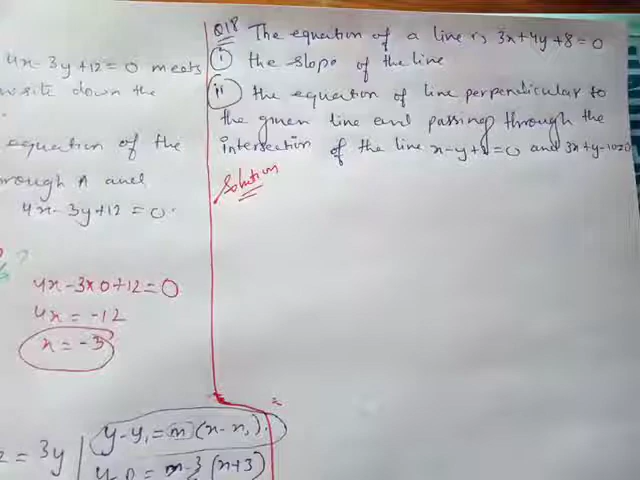 4x-3y+12=0 meets
write down the
equation of the
through A and
4x-3y+12=0.
?
4x-3x0+12=0
4x = -12
x = -3
= 3y
y-y₁=m(x-x₁).
(x+3)
Q18 The equation of a line is 3x+4y+8=0
(i) the slope of the line
(ii) the equation of line perpendicular to
the given line and passing through the
intersection of the line x-y+2=0 and 3x+y-10=0
Solution